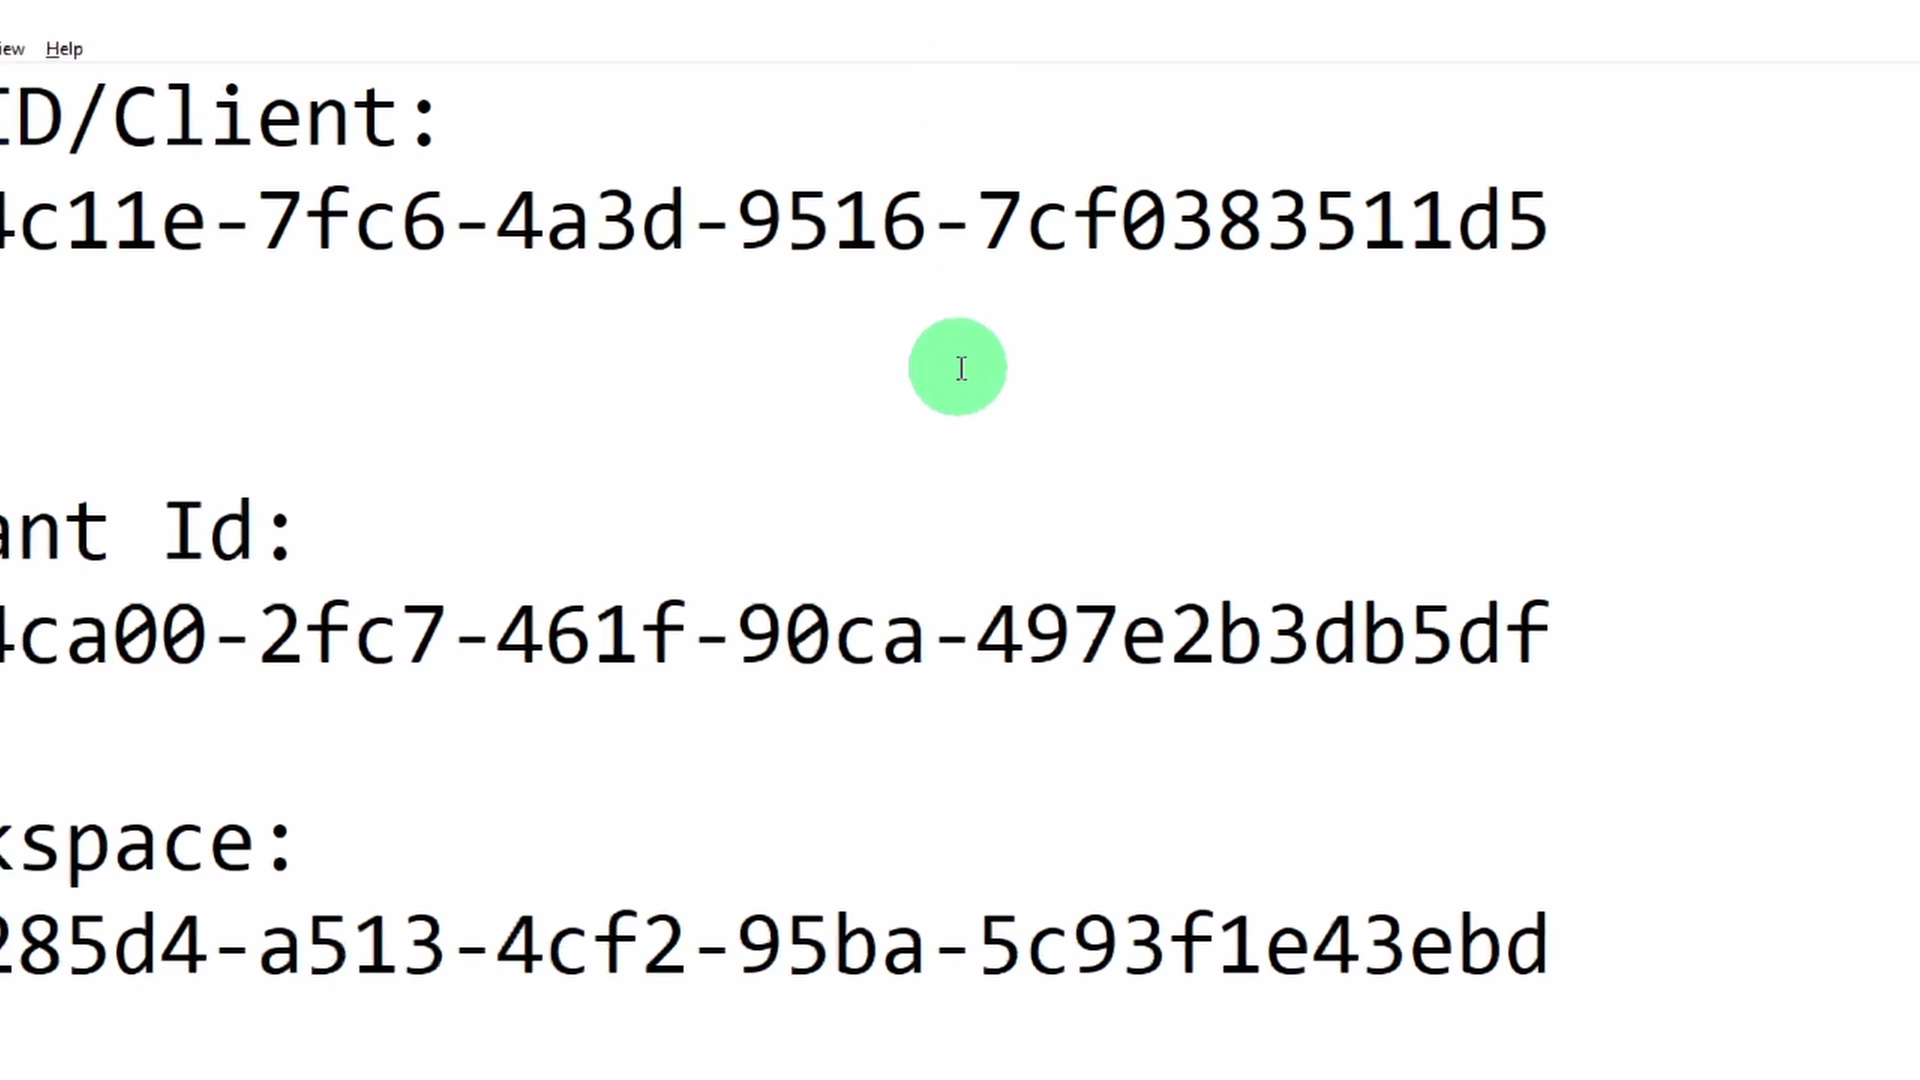 iew Help
ID/Client:
4c11e-7fc6-4a3d-9516-7cf0383511d5
ant Id:
4ca00-2fc7-461f-90ca-497e2b3db5df
kspace:
285d4-a513-4cf2-95ba-5c93f1e43ebd